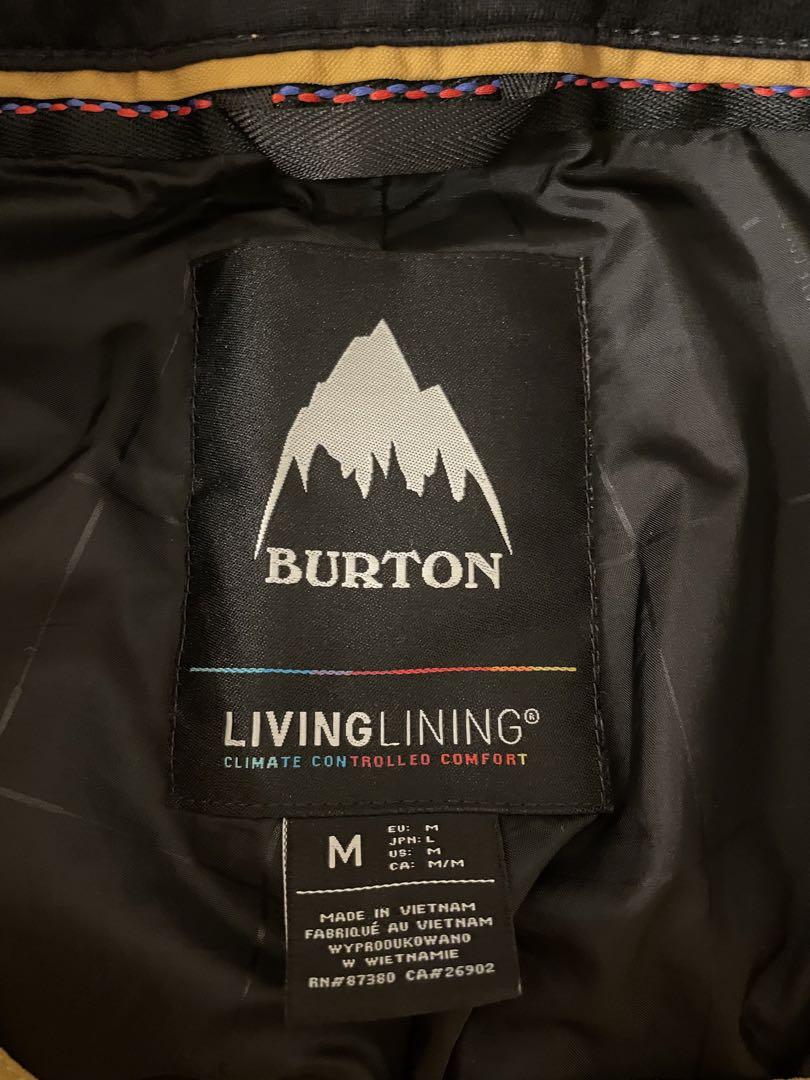 BURTON
LIVINGLINING®
CLIMATE CONTROLLED COMFORT
M
EU: M
JPN: L
US: M
CA: M/M
MADE IN VIETNAM
FABRIQUÉ AU VIETNAM
WYPRODUKOWANO
W WIETNAMIE
RN#87380 CA#26902